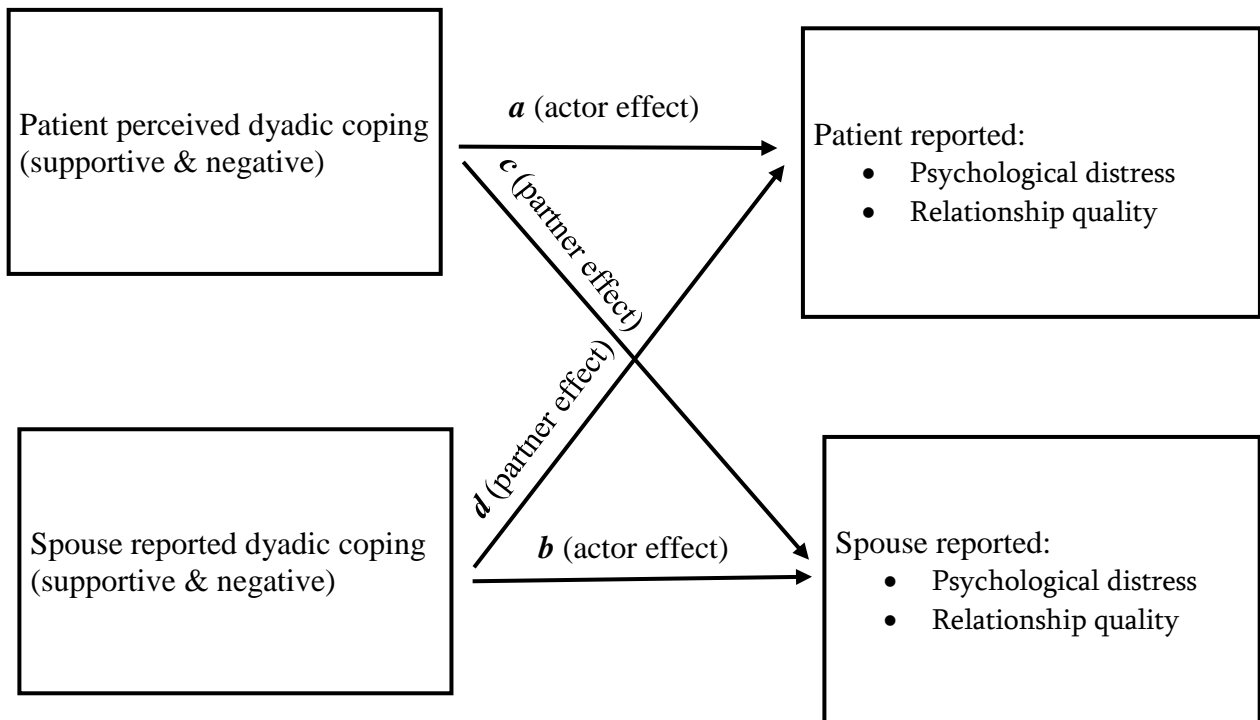 Patient perceived dyadic coping
(supportive & negative)
a (actor effect)
Patient reported:
• Psychological distress
• Relationship quality
c (partner effect)
d (partner effect)
Spouse reported dyadic coping
(supportive & negative)
b (actor effect)
Spouse reported:
• Psychological distress
• Relationship quality